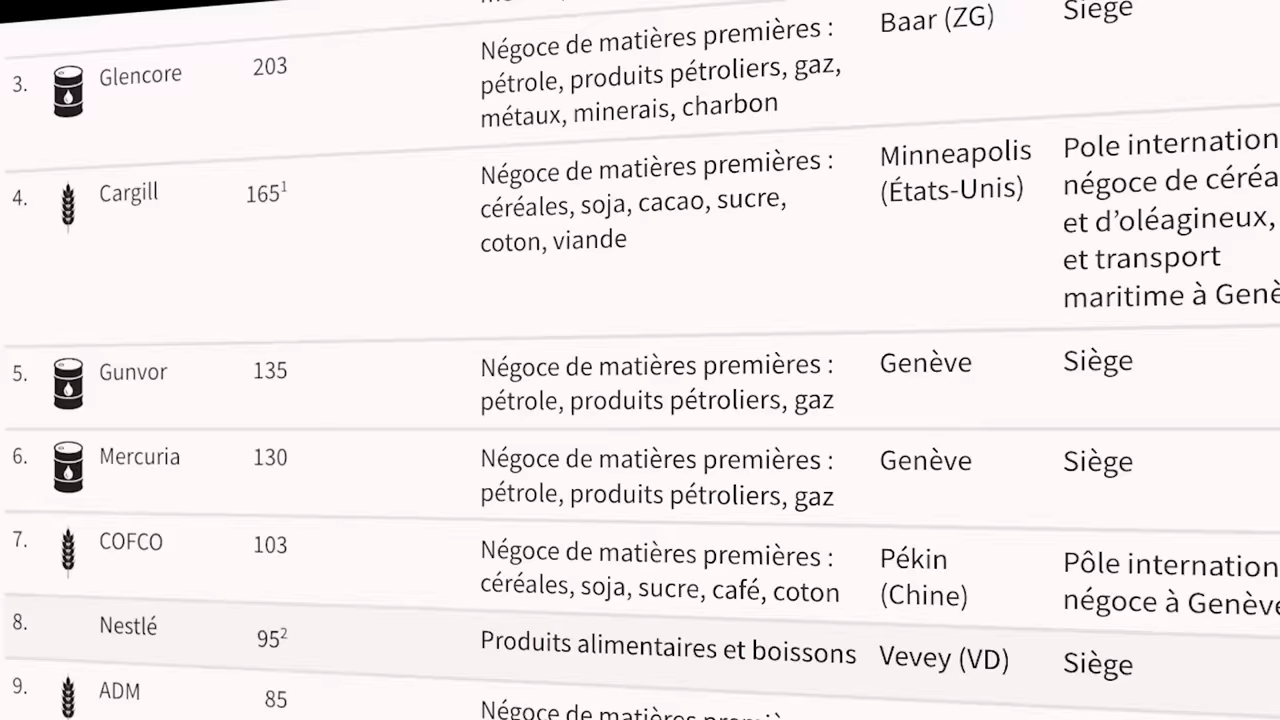 3. Glencore 203 Négoce de matières premières : Baar (ZG) Siège
pétrole, produits pétroliers, gaz,
métaux, minerais, charbon
4. Cargill 165¹ Négoce de matières premières : Minneapolis Pole internation
céréales, soja, cacao, sucre, (États-Unis) négoce de céréa
coton, viande et d’oléagineux,
et transport
maritime à Genè
5. Gunvor 135 Négoce de matières premières : Genève Siège
pétrole, produits pétroliers, gaz
6. Mercuria 130 Négoce de matières premières : Genève Siège
pétrole, produits pétroliers, gaz
7. COFCO 103 Négoce de matières premières : Pékin Pôle internation
céréales, soja, sucre, café, coton (Chine) négoce à Genève
8. Nestlé 95² Produits alimentaires et boissons Vevey (VD) Siège
9. ADM 85 Négoce de matières